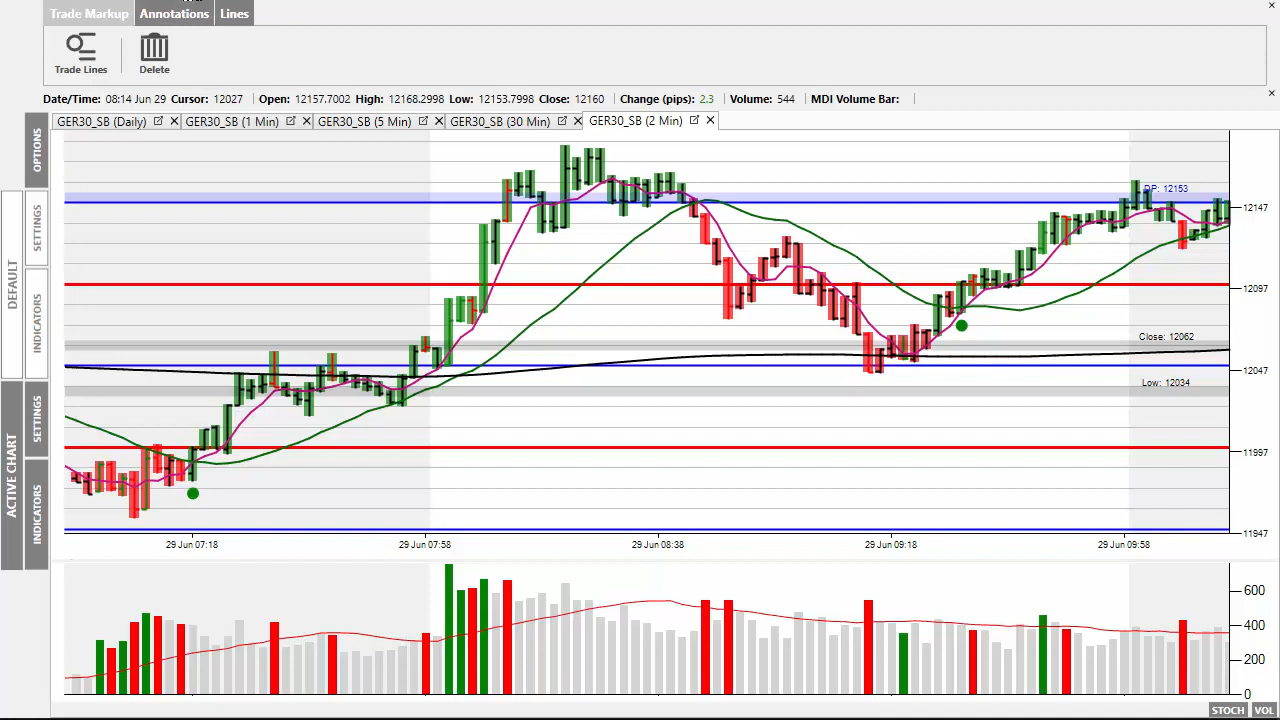 Trade Markup Annotations Lines
Trade Lines Delete
Date/Time: 08:14 Jun 29 Cursor: 12027 Open: 12157.7002 High: 12168.2998 Low: 12153.7998 Close: 12160 Change (pips): 2.3 Volume: 544 MDI Volume Bar:
GER30_SB (Daily) GER30_SB (1 Min) GER30_SB (5 Min) GER30_SB (30 Min) GER30_SB (2 Min)
OPTIONS
DEFAULT
SETTINGS
INDICATORS
ACTIVE CHART
SETTINGS
INDICATORS
DP: 12153
12147
12097
Close: 12062
12047
Low: 12034
11997
11947
29 Jun 07:18 29 Jun 07:58 29 Jun 08:38 29 Jun 09:18 29 Jun 09:58
600
400
200
0
STOCH VOL